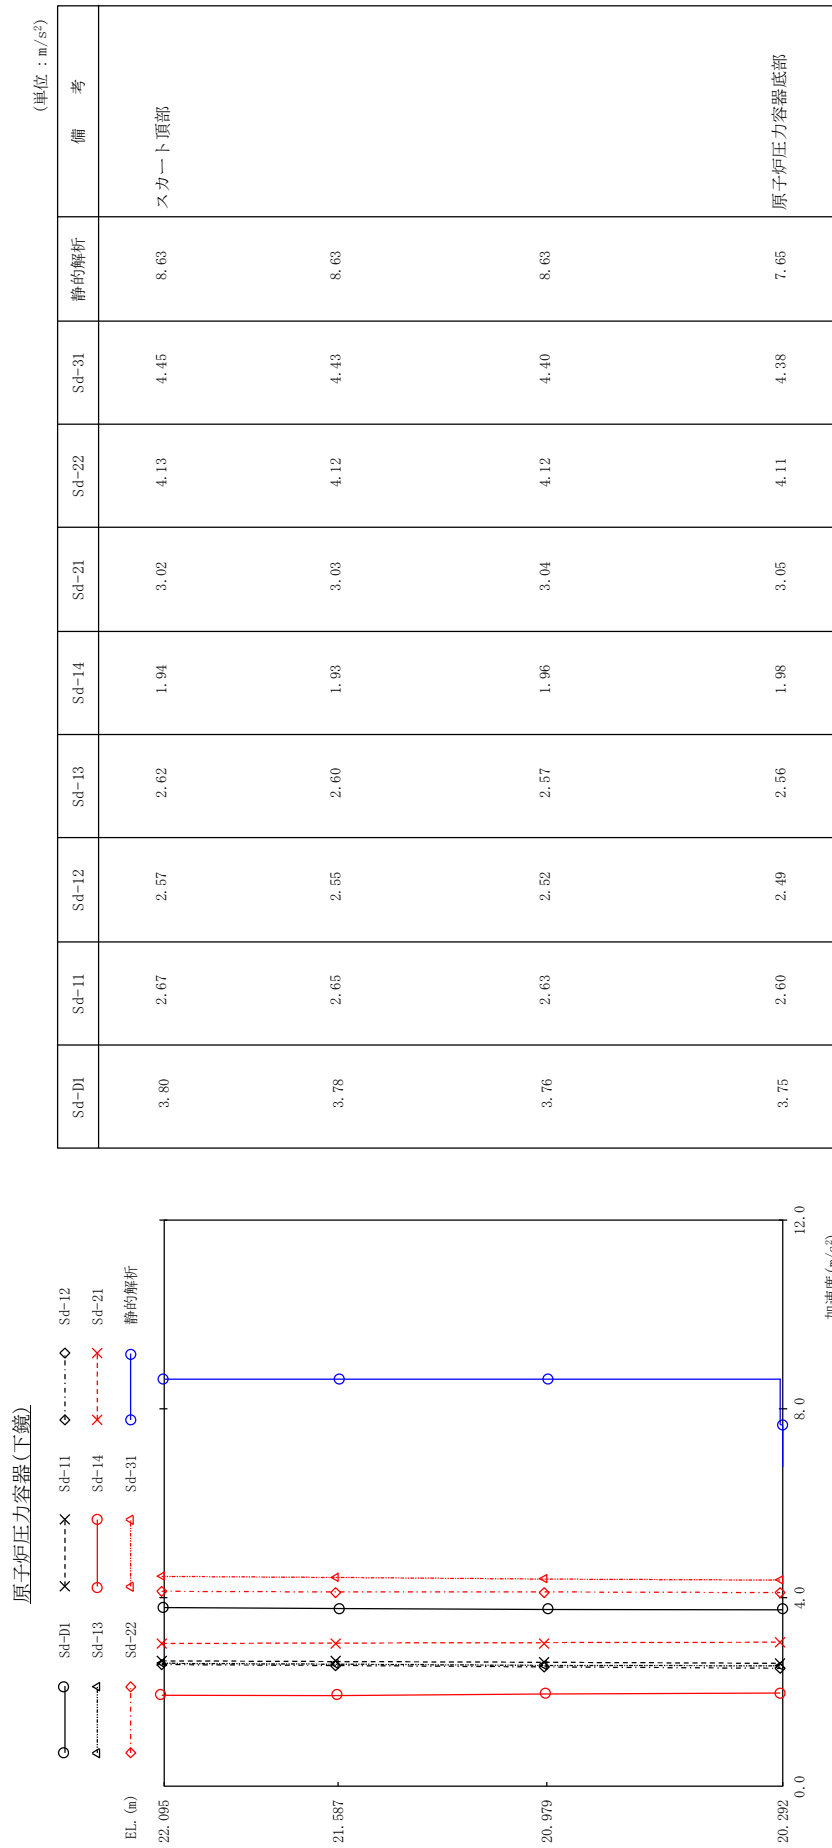 原子炉圧力容器(下鏡)
Sd-D1 Sd-11 Sd-12
Sd-13 Sd-14 Sd-21
Sd-22 Sd-31 静的解析
EL. (m)
22.095
21.587
20.979
20.292
0.0 4.0 8.0 12.0
加速度(m/s²)
(単位:m/s²)
Sd-D1 Sd-11 Sd-12 Sd-13 Sd-14 Sd-21 Sd-22 Sd-31 静的解析 備 考
3.80 2.67 2.57 2.62 1.94 3.02 4.13 4.45 8.63 スカート頂部
3.78 2.65 2.55 2.60 1.93 3.03 4.12 4.43 8.63
3.76 2.63 2.52 2.57 1.96 3.04 4.12 4.40 8.63
3.75 2.60 2.49 2.56 1.98 3.05 4.11 4.38 7.65 原子炉圧力容器底部